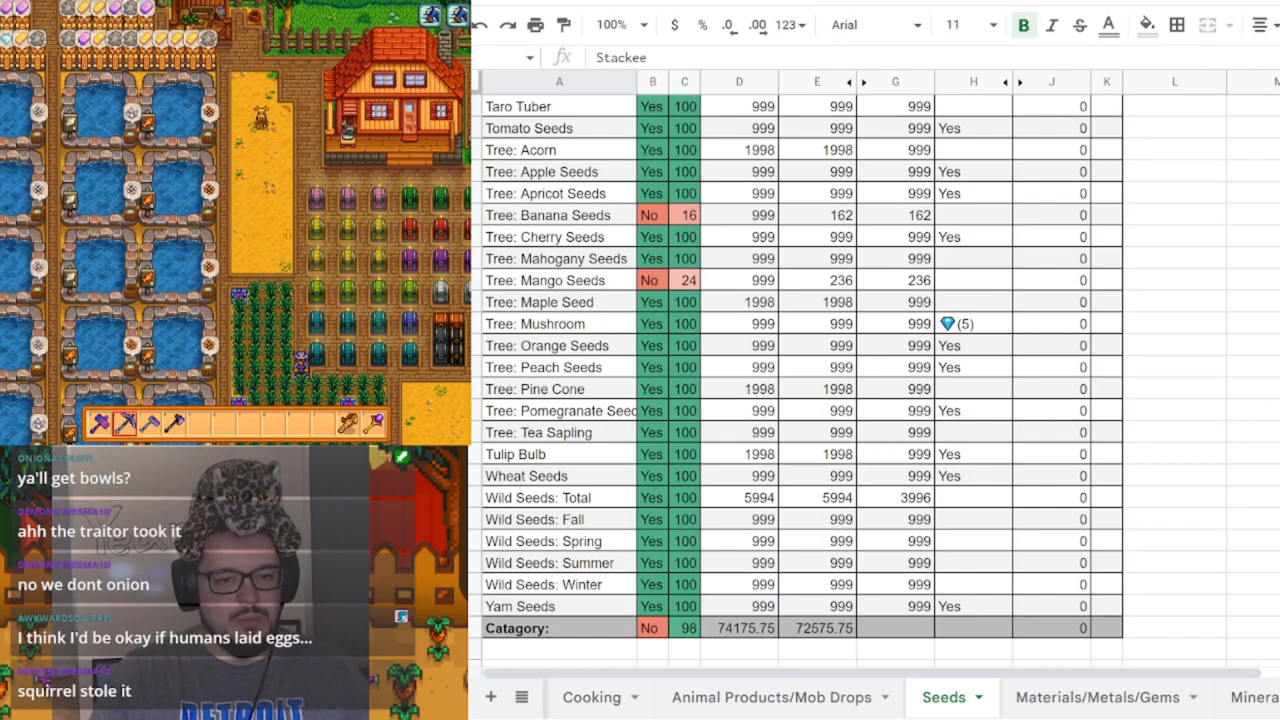 100%
$ % .0 .00 123
Arial
11
B I S A
Stackee
A B C D E G H J K L
Taro Tuber Yes 100 999 999 999 0
Tomato Seeds Yes 100 999 999 999 Yes 0
Tree: Acorn Yes 100 1998 1998 999 0
Tree: Apple Seeds Yes 100 999 999 999 Yes 0
Tree: Apricot Seeds Yes 100 999 999 999 Yes 0
Tree: Banana Seeds No 16 999 162 162 0
Tree: Cherry Seeds Yes 100 999 999 999 Yes 0
Tree: Mahogany Seeds Yes 100 999 999 999 0
Tree: Mango Seeds No 24 999 236 236 0
Tree: Maple Seed Yes 100 1998 1998 999 0
Tree: Mushroom Yes 100 999 999 999 💎(5) 0
Tree: Orange Seeds Yes 100 999 999 999 Yes 0
Tree: Peach Seeds Yes 100 999 999 999 Yes 0
Tree: Pine Cone Yes 100 1998 1998 999 0
Tree: Pomegranate Seed Yes 100 999 999 999 Yes 0
Tree: Tea Sapling Yes 100 999 999 999 0
Tulip Bulb Yes 100 1998 1998 999 Yes 0
Wheat Seeds Yes 100 999 999 999 Yes 0
Wild Seeds: Total Yes 100 5994 5994 3996 0
Wild Seeds: Fall Yes 100 999 999 999 0
Wild Seeds: Spring Yes 100 999 999 999 0
Wild Seeds: Summer Yes 100 999 999 999 0
Wild Seeds: Winter Yes 100 999 999 999 0
Yam Seeds Yes 100 999 999 999 Yes 0
Catagory: No 98 74175.75 72575.75 0
Cooking Animal Products/Mob Drops Seeds Materials/Metals/Gems Minera
ya'll get bowls?
ahh the traitor took it
no we dont onion
AWKWARDSQUIRREL
I think I'd be okay if humans laid eggs...
squirrel stole it
DETROIT